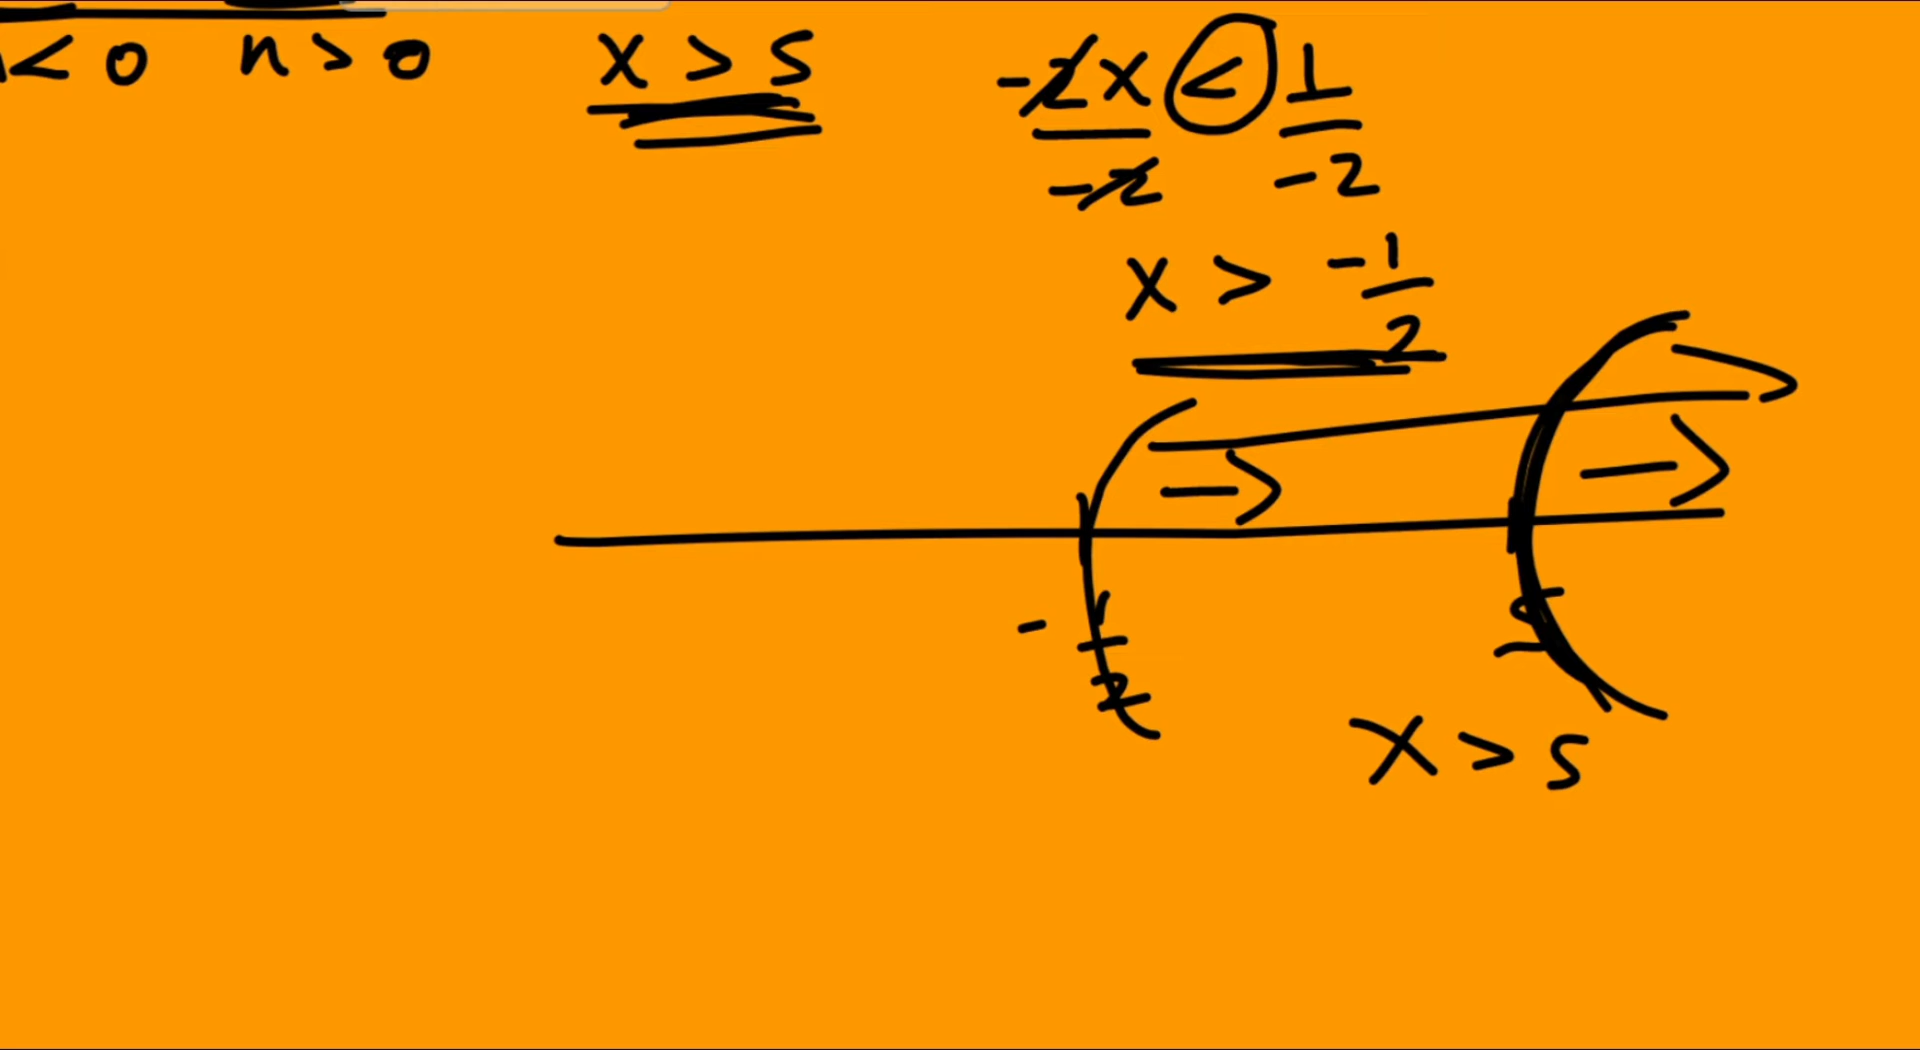 < 0 n > 0 x > 5 -2x < 1
-2 -2
x > -1/2
-1/2 5
x > 5